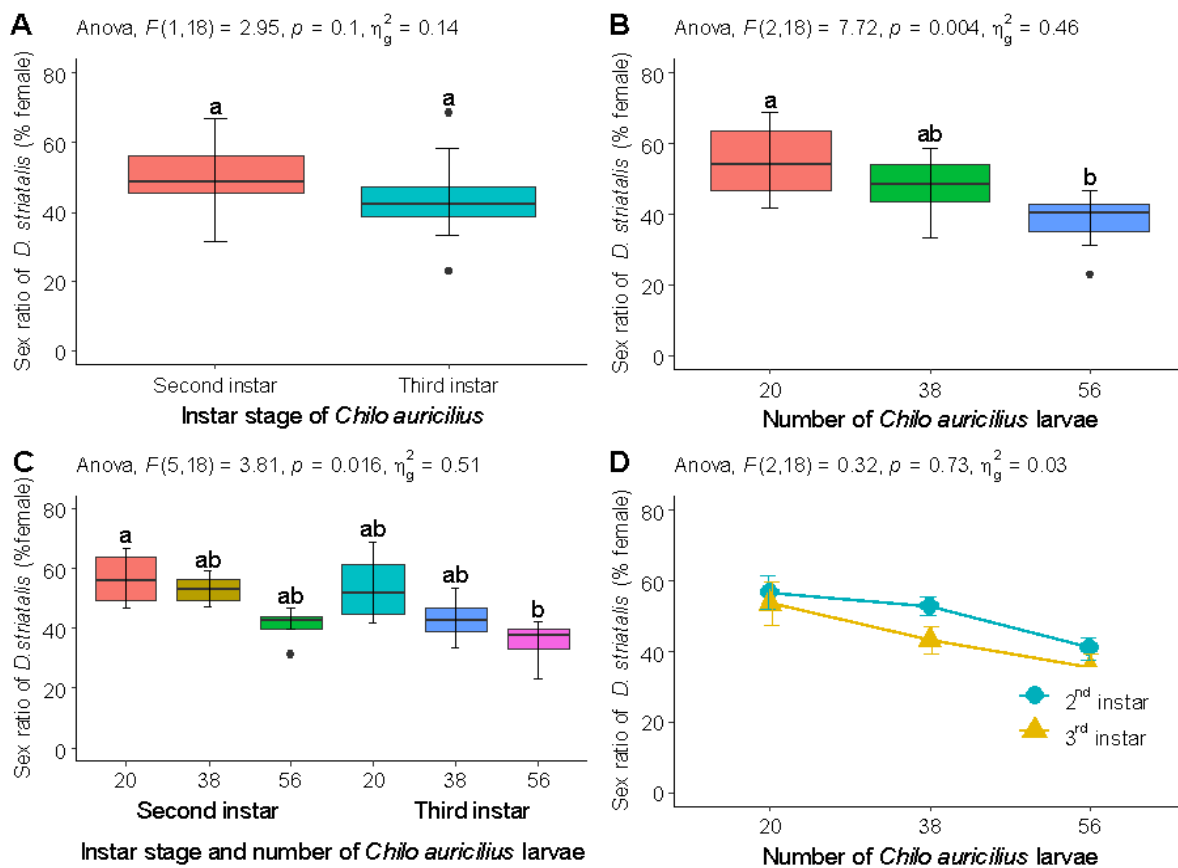 A
Anova, F(1,18) = 2.95, p = 0.1, η²g = 0.14
Sex ratio of D. striatalis (% female)
80
60
40
20
0
a
a
Second instar
Third instar
Instar stage of Chilo auricilius
B
Anova, F(2,18) = 7.72, p = 0.004, η²g = 0.46
Sex ratio of D. striatalis (% female)
80
60
40
20
0
a
ab
b
20
38
56
Number of Chilo auricilius larvae
C
Anova, F(5,18) = 3.81, p = 0.016, η²g = 0.51
Sex ratio of D.striatalis (%female)
80
60
40
20
0
a
ab
ab
ab
ab
b
20
38
56
20
38
56
Second instar
Third instar
Instar stage and number of Chilo auricilius larvae
D
Anova, F(2,18) = 0.32, p = 0.73, η²g = 0.03
Sex ratio of D. striatalis (% female)
80
60
40
20
0
2nd instar
3rd instar
20
38
56
Number of Chilo auricilius larvae